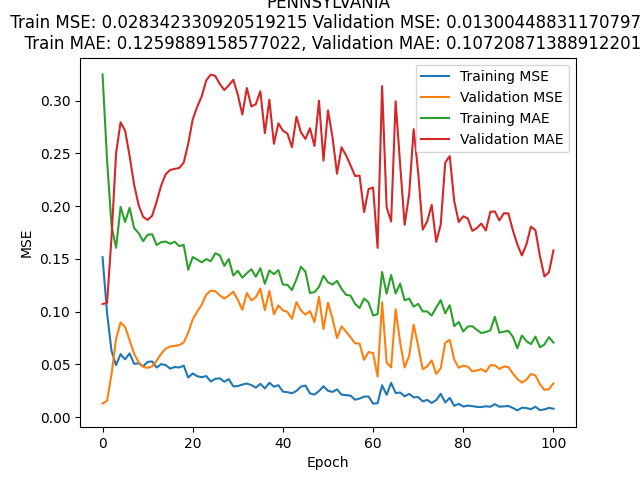 PENNSYLVANIA
Train MSE: 0.028342330920519215 Validation MSE: 0.01300448831170797
Train MAE: 0.1259889158577022, Validation MAE: 0.10720871388912201
Training MSE
Validation MSE
Training MAE
Validation MAE
MSE
0.30
0.25
0.20
0.15
0.10
0.05
0.00
0 20 40 60 80 100
Epoch